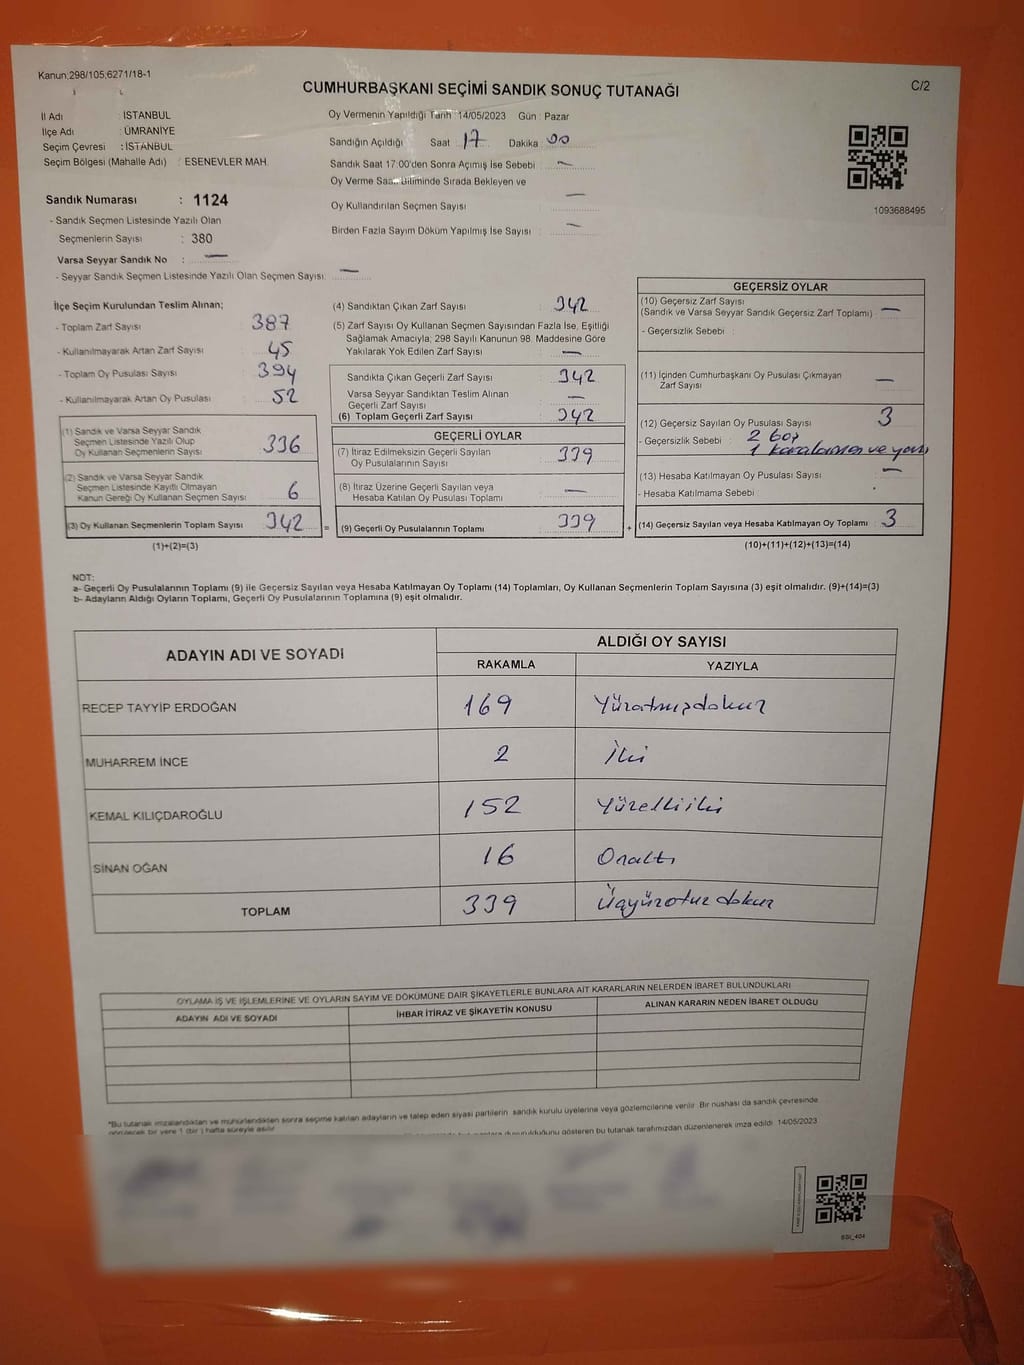 Kanun;298/105,6271/18-1
CUMHURBAŞKANI SEÇİMİ SANDIK SONUÇ TUTANAĞI
C/2
İl Adı : İSTANBUL
İlçe Adı : ÜMRANİYE
Seçim Çevresi : İSTANBUL
Seçim Bölgesi (Mahalle Adı) : ESENEVLER MAH.
Oy Vermenin Yapıldığı Tarih : 14/05/2023 Gün : Pazar
Sandığın Açıldığı Saat : 17 Dakika : 00
Sandık Saat 17:00'den Sonra Açımış İse Sebebi : —
Oy Verme Saati Bitiminde Sırada Bekleyen ve
Oy Kullandırılan Seçmen Sayısı : —
Birden Fazla Sayım Döküm Yapılmış İse Sayısı : —
1093688495
Sandık Numarası : 1124
- Sandık Seçmen Listesinde Yazılı Olan
Seçmenlerin Sayısı : 380
Varsa Seyyar Sandık No : —
- Seyyar Sandık Seçmen Listesinde Yazılı Olan Seçmen Sayısı: —
İlçe Seçim Kurulundan Teslim Alınan;
- Toplam Zarf Sayısı : 387
- Kullanılmayarak Artan Zarf Sayısı : 45
- Toplam Oy Pusulası Sayısı : 394
- Kullanılmayarak Artan Oy Pusulası : 52
(1) Sandık ve Varsa Seyyar Sandık
Seçmen Listesinde Yazılı Olup
Oy Kullanan Seçmenlerin Sayısı 336
(2) Sandık ve Varsa Seyyar Sandık
Seçmen Listesinde Kayıtlı Olmayan
Kanun Gereği Oy Kullanan Seçmen Sayısı 6
(3) Oy Kullanan Seçmenlerin Toplam Sayısı 342
(1)+(2)=(3)
(4) Sandıktan Çıkan Zarf Sayısı : 342
(5) Zarf Sayısı Oy Kullanan Seçmen Sayısından Fazla İse, Eşitliği
Sağlamak Amacıyla; 298 Sayılı Kanunun 98. Maddesine Göre
Yakılarak Yok Edilen Zarf Sayısı : —
Sandıkta Çıkan Geçerli Zarf Sayısı : 342
Varsa Seyyar Sandıktan Teslim Alınan
Geçerli Zarf Sayısı : —
(6) Toplam Geçerli Zarf Sayısı : 342
GEÇERLİ OYLAR
(7) İtiraz Edilmeksizin Geçerli Sayılan
Oy Pusulalarının Sayısı : 339
(8) İtiraz Üzerine Geçerli Sayılan veya
Hesaba Katılan Oy Pusulası Toplamı : —
= (9) Geçerli Oy Pusulalarının Toplamı : 339
GEÇERSİZ OYLAR
(10) Geçersiz Zarf Sayısı
(Sandık ve Varsa Seyyar Sandık Geçersiz Zarf Toplamı) : —
- Geçersizlik Sebebi :
(11) İçinden Cumhurbaşkanı Oy Pusulası Çıkmayan
Zarf Sayısı : —
(12) Geçersiz Sayılan Oy Pusulası Sayısı : 3
- Geçersizlik Sebebi : 2 boş
1 karalanmış ve yazı
(13) Hesaba Katılmayan Oy Pusulası Sayısı : —
- Hesaba Katılmama Sebebi :
+ (14) Geçersiz Sayılan veya Hesaba Katılmayan Oy Toplamı : 3
(10)+(11)+(12)+(13)=(14)
NOT:
a- Geçerli Oy Pusulalarının Toplamı (9) ile Geçersiz Sayılan veya Hesaba Katılmayan Oy Toplamı (14) Toplamları, Oy Kullanan Seçmenlerin Toplam Sayısına (3) eşit olmalıdır. (9)+(14)=(3)
b- Adayların Aldığı Oyların Toplamı, Geçerli Oy Pusulalarının Toplamına (9) eşit olmalıdır.
ADAYIN ADI VE SOYADI ALDIĞI OY SAYISI
RAKAMLA YAZIYLA
RECEP TAYYİP ERDOĞAN 169 Yüzatmışdokuz
MUHARREM İNCE 2 İki
KEMAL KILIÇDAROĞLU 152 Yüzelliiki
SİNAN OĞAN 16 Onaltı
TOPLAM 339 Üçyüzotuzdokuz
OYLAMA İŞ VE İŞLEMLERİNE VE OYLARIN SAYIM VE DÖKÜMÜNE DAİR ŞİKAYETLERLE BUNLARA AİT KARARLARIN NELERDEN İBARET BULUNDUKLARI
ADAYIN ADI VE SOYADI İHBAR İTİRAZ VE ŞİKAYETİN KONUSU ALINAN KARARIN NEDEN İBARET OLDUĞU
*Bu tutanak imzalandıktan ve mühürlendikten sonra seçime katılan adayların ve talep eden siyasi partilerin sandık kurulu üyelerine veya gözlemcilerine verilir. Bir nushası da sandık çevresinde
görülecek bir yere 1 (bir) hafta süreyle asılır. olduğunu gösteren bu tutanak tarafımızdan düzenlenerek imza edildi. 14/05/2023
SSI_404